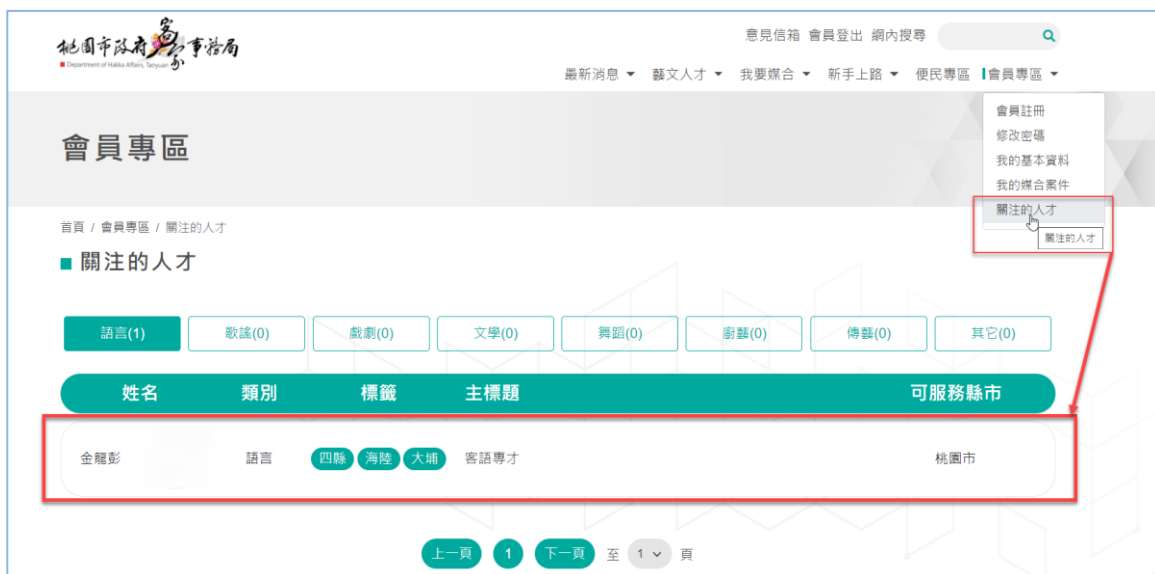 桃園市政府客家事務局
Department of Hakka Affairs, Taoyuan
意見信箱 會員登出 網內搜尋
最新消息 藝文人才 我要媒合 新手上路 便民專區 會員專區
會員註冊
修改密碼
我的基本資料
我的媒合案件
關注的人才
關注的人才
會員專區
首頁 / 會員專區 / 關注的人才
關注的人才
語言(1) 歌謠(0) 戲劇(0) 文學(0) 舞蹈(0) 廚藝(0) 傳藝(0) 其它(0)
姓名 類別 標籤 主標題 可服務縣市
金龍彭 語言 四縣 海陸 大埔 客語專才 桃園市
上一頁 1 下一頁 至 1 頁